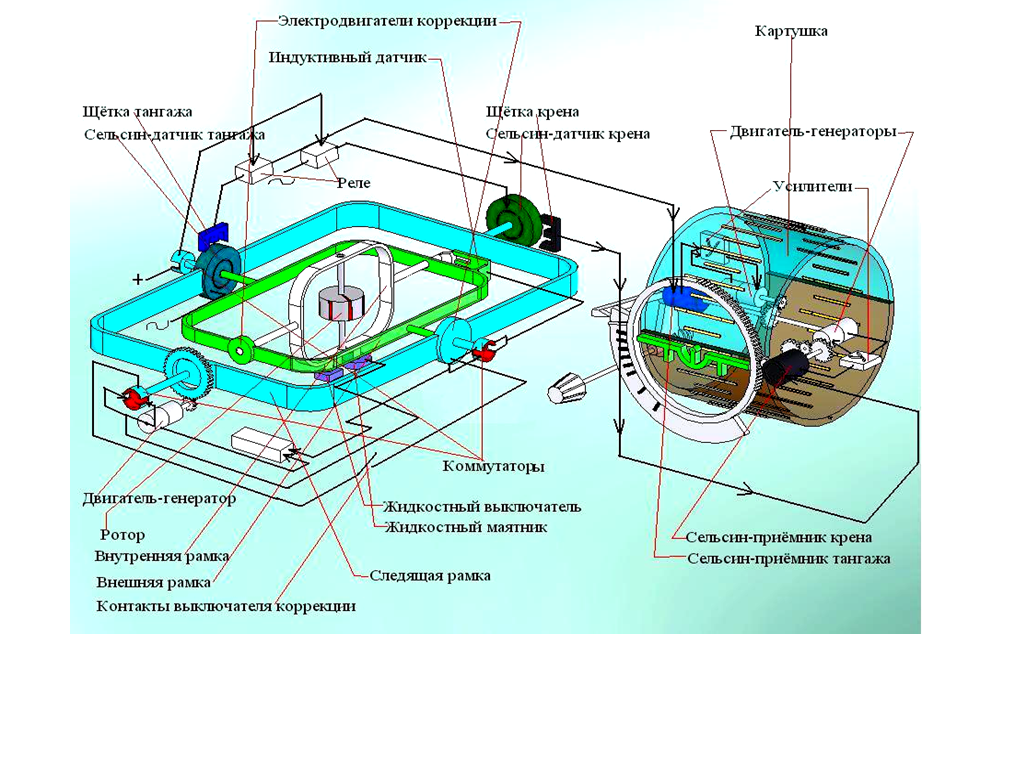 Электродвигатели коррекции
Картушка
Индуктивный датчик
Щётка тангажа
Щётка крена
Сельсин-датчик тангажа
Сельсин-датчик крена
Двигатель-генераторы
Реле
Усилители
+
У
Коммутаторы
Двигатель-генератор
Жидкостный выключатель
Жидкостный маятник
Ротор
Сельсин-приёмник крена
Внутренняя рамка
Сельсин-приёмник тангажа
Следящая рамка
Внешняя рамка
Контакты выключателя коррекции